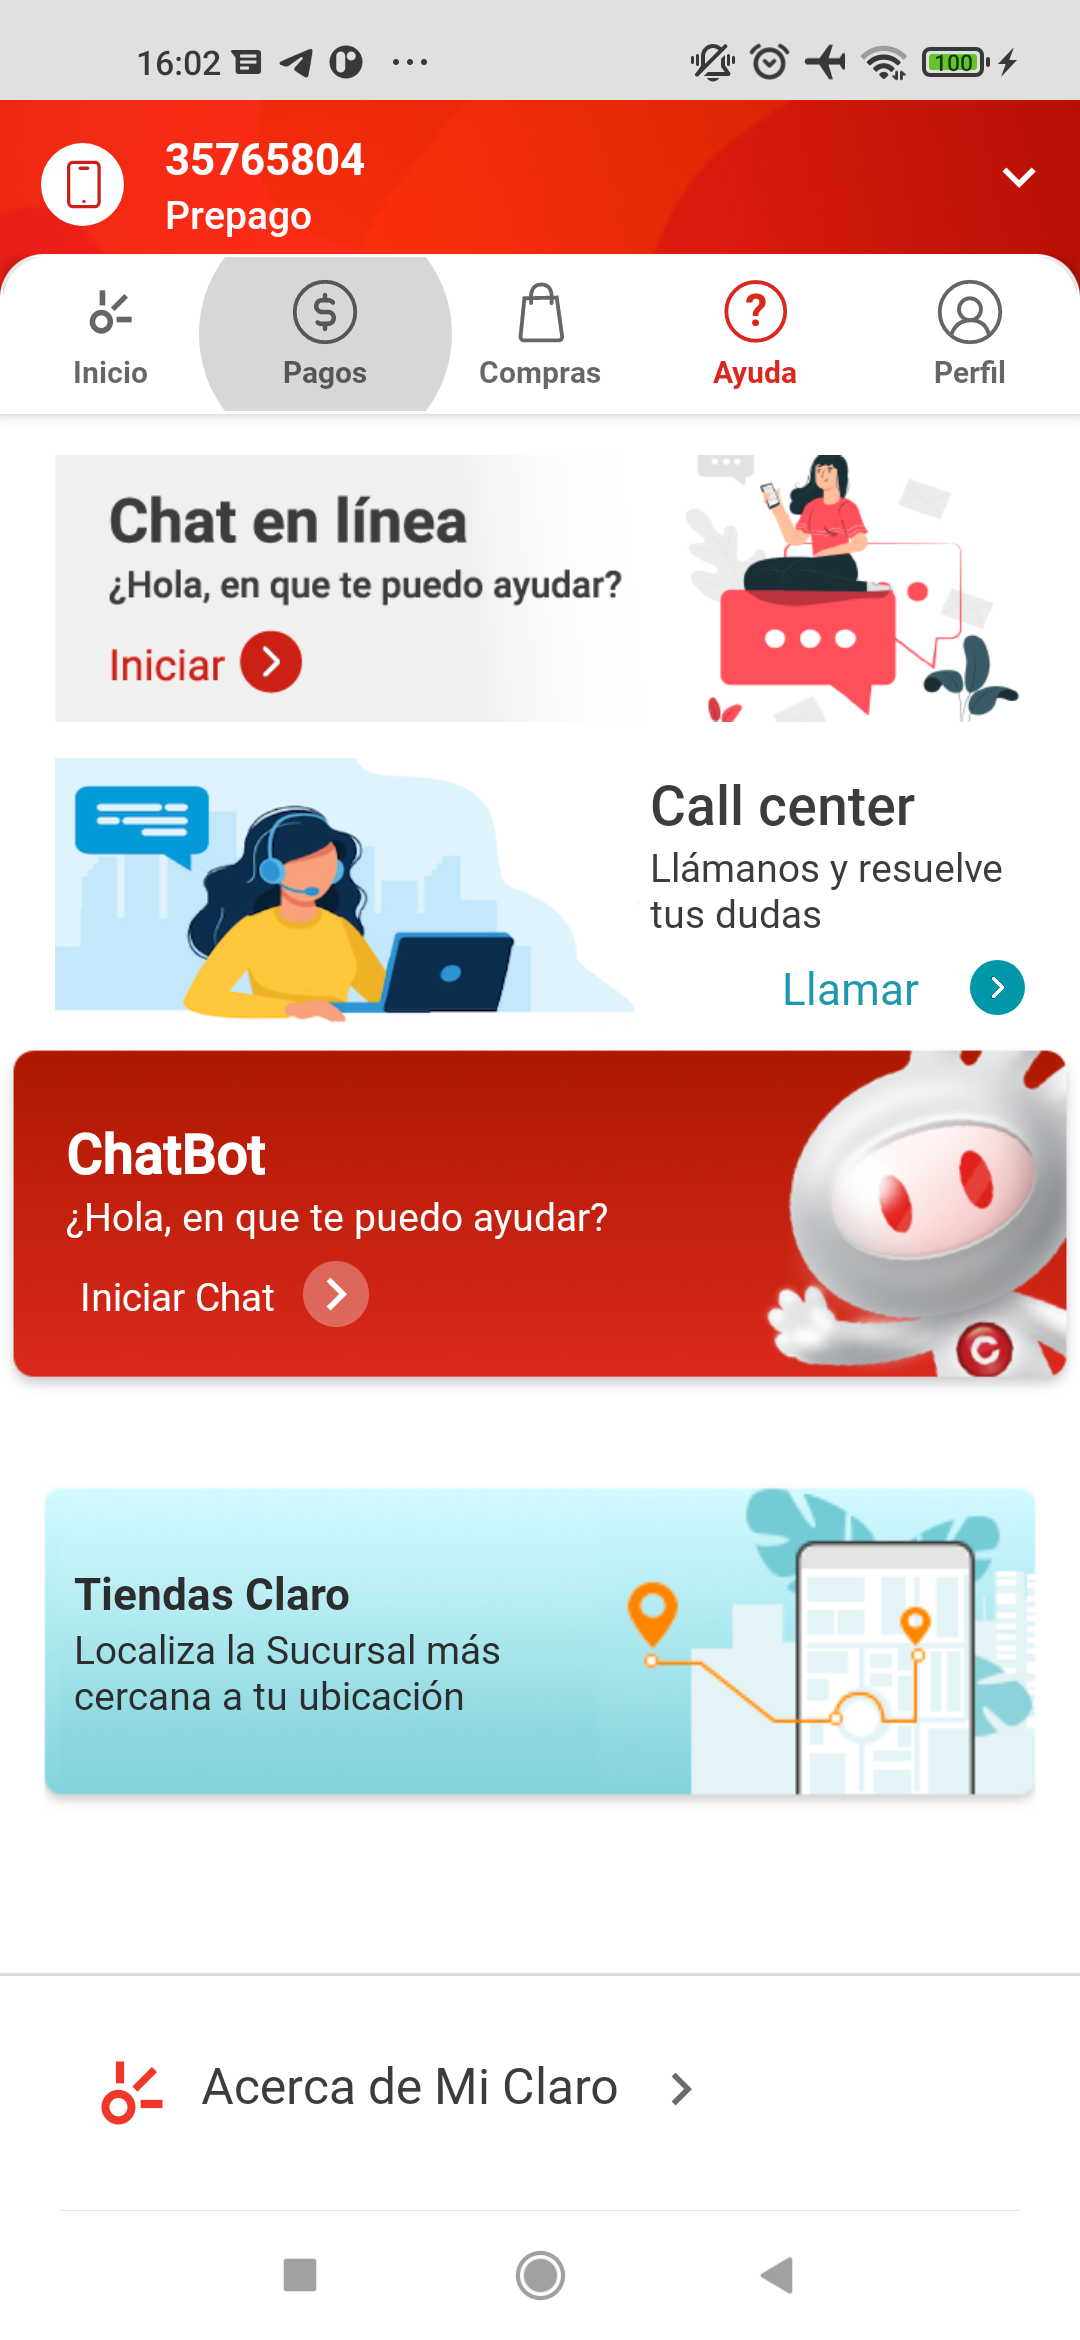 16:02
100
35765804
Prepago
Inicio
Pagos
Compras
Ayuda
Perfil
Chat en línea
¿Hola, en que te puedo ayudar?
Iniciar
Call center
Llámanos y resuelve
tus dudas
Llamar
ChatBot
¿Hola, en que te puedo ayudar?
Iniciar Chat
Tiendas Claro
Localiza la Sucursal más
cercana a tu ubicación
Acerca de Mi Claro